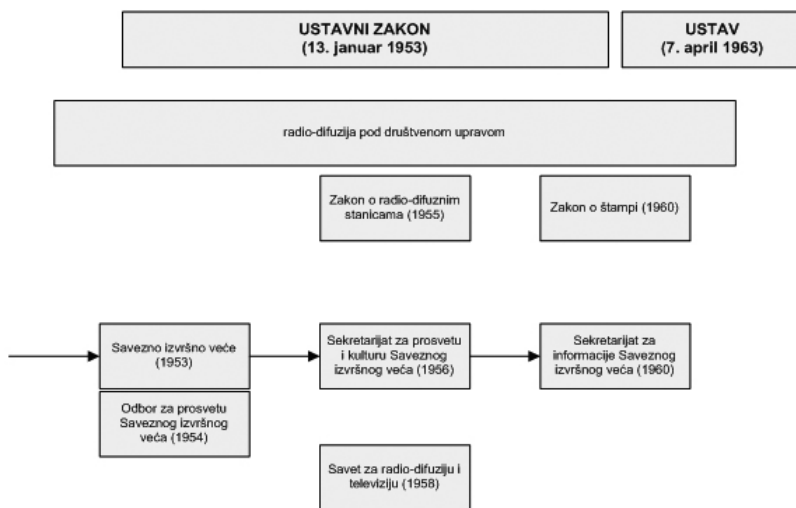 USTAVNI ZAKON
(13. januar 1953)
USTAV
(7. april 1963)
radio-difuzija pod društvenom upravom
Zakon o radio-difuznim
stanicama (1955)
Zakon o štampi (1960)
Savezno izvršno veće
(1953)
Sekretarijat za prosvetu
i kulturu Saveznog
izvršnog veća (1956)
Sekretarijat za
informacije Saveznog
izvršnog veća (1960)
Odbor za prosvetu
Saveznog izvršnog
veća (1954)
Savet za radio-difuziju i
televiziju (1958)